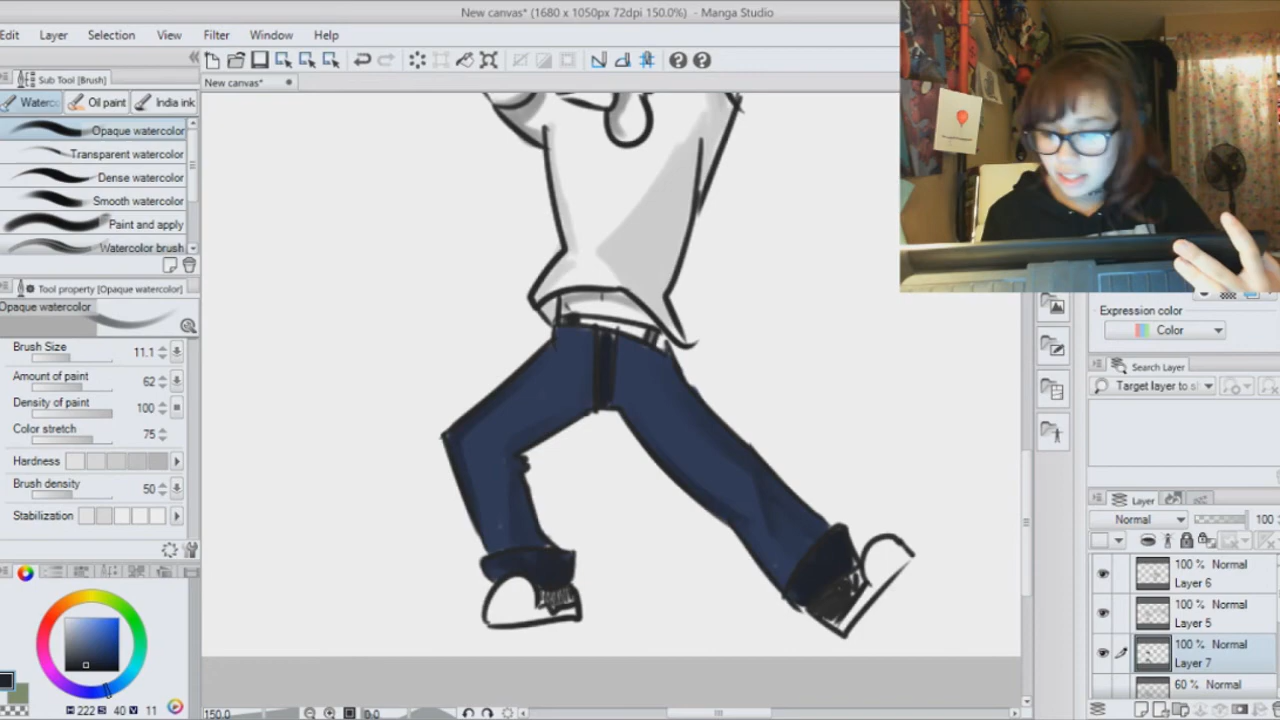 New canvas* (1680 x 1050px 72dpi 150.0%) - Manga Studio
Edit Layer Selection View Filter Window Help
Sub Tool [Brush]
New canvas*
Waterc Oil paint India ink
Opaque watercolor
Transparent watercolor
Dense watercolor
Smooth watercolor
Paint and apply
Watercolor brush
Tool property [Opaque watercolor]
Opaque watercolor
Brush Size 11.1
Amount of paint 62
Density of paint 100
Color stretch 75
Hardness
Brush density 50
Stabilization
H 222 S 40 V 11
150.0
0.0
Expression color
Color
Search Layer
Target layer to s
Layer
Normal 100
100 % Normal
Layer 6
100 % Normal
Layer 5
100 % Normal
Layer 7
60 % Normal